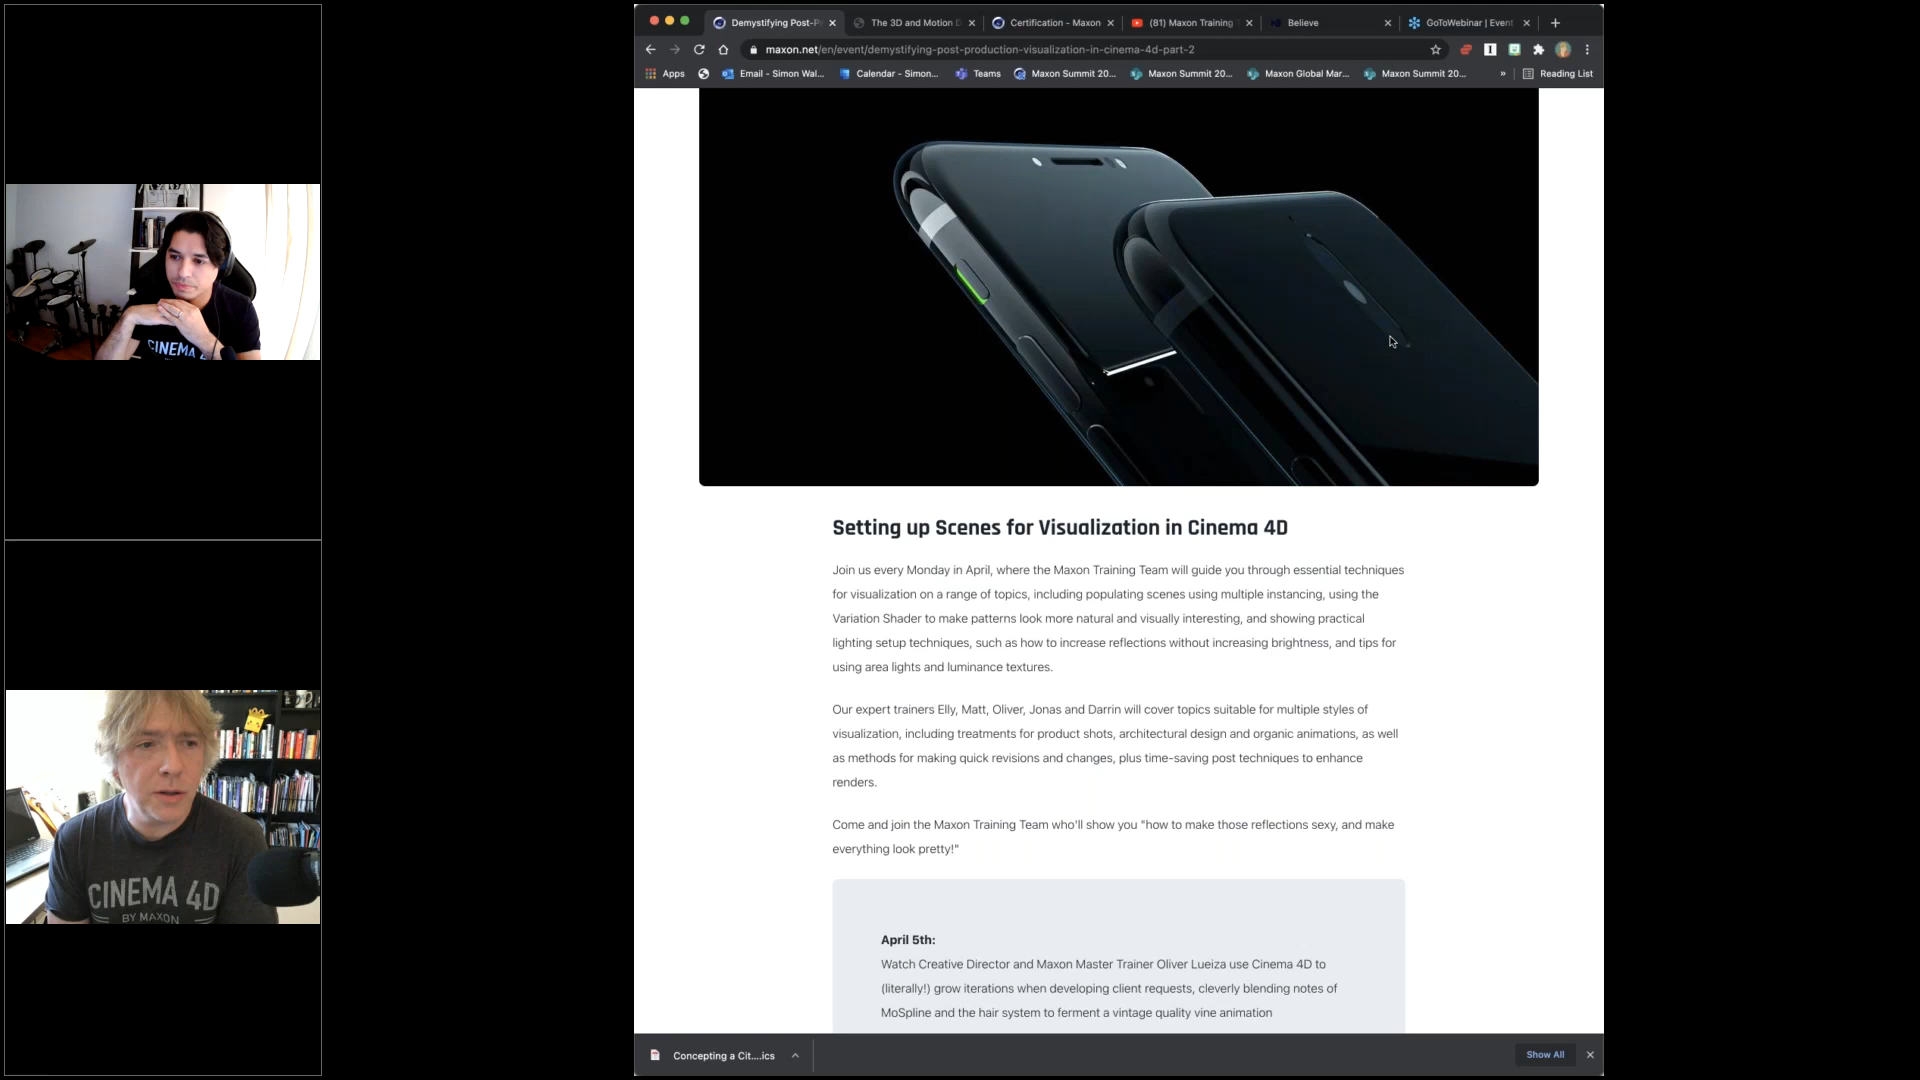 Demystifying Post-P
The 3D and Motion D
Certification - Maxon
(81) Maxon Training
Believe
GoToWebinar | Event
maxon.net/en/event/demystifying-post-production-visualization-in-cinema-4d-part-2
Apps
Email - Simon Wal...
Calendar - Simon...
Teams
Maxon Summit 20...
Maxon Summit 20...
Maxon Global Mar...
Maxon Summit 20...
»
Reading List
CINEMA 4
CINEMA 4D
BY MAXON
Setting up Scenes for Visualization in Cinema 4D
Join us every Monday in April, where the Maxon Training Team will guide you through essential techniques
for visualization on a range of topics, including populating scenes using multiple instancing, using the
Variation Shader to make patterns look more natural and visually interesting, and showing practical
lighting setup techniques, such as how to increase reflections without increasing brightness, and tips for
using area lights and luminance textures.
Our expert trainers Elly, Matt, Oliver, Jonas and Darrin will cover topics suitable for multiple styles of
visualization, including treatments for product shots, architectural design and organic animations, as well
as methods for making quick revisions and changes, plus time-saving post techniques to enhance
renders.
Come and join the Maxon Training Team who'll show you "how to make those reflections sexy, and make
everything look pretty!"
April 5th:
Watch Creative Director and Maxon Master Trainer Oliver Lueiza use Cinema 4D to
(literally!) grow iterations when developing client requests, cleverly blending notes of
MoSpline and the hair system to ferment a vintage quality vine animation
Concepting a Cit....ics
Show All